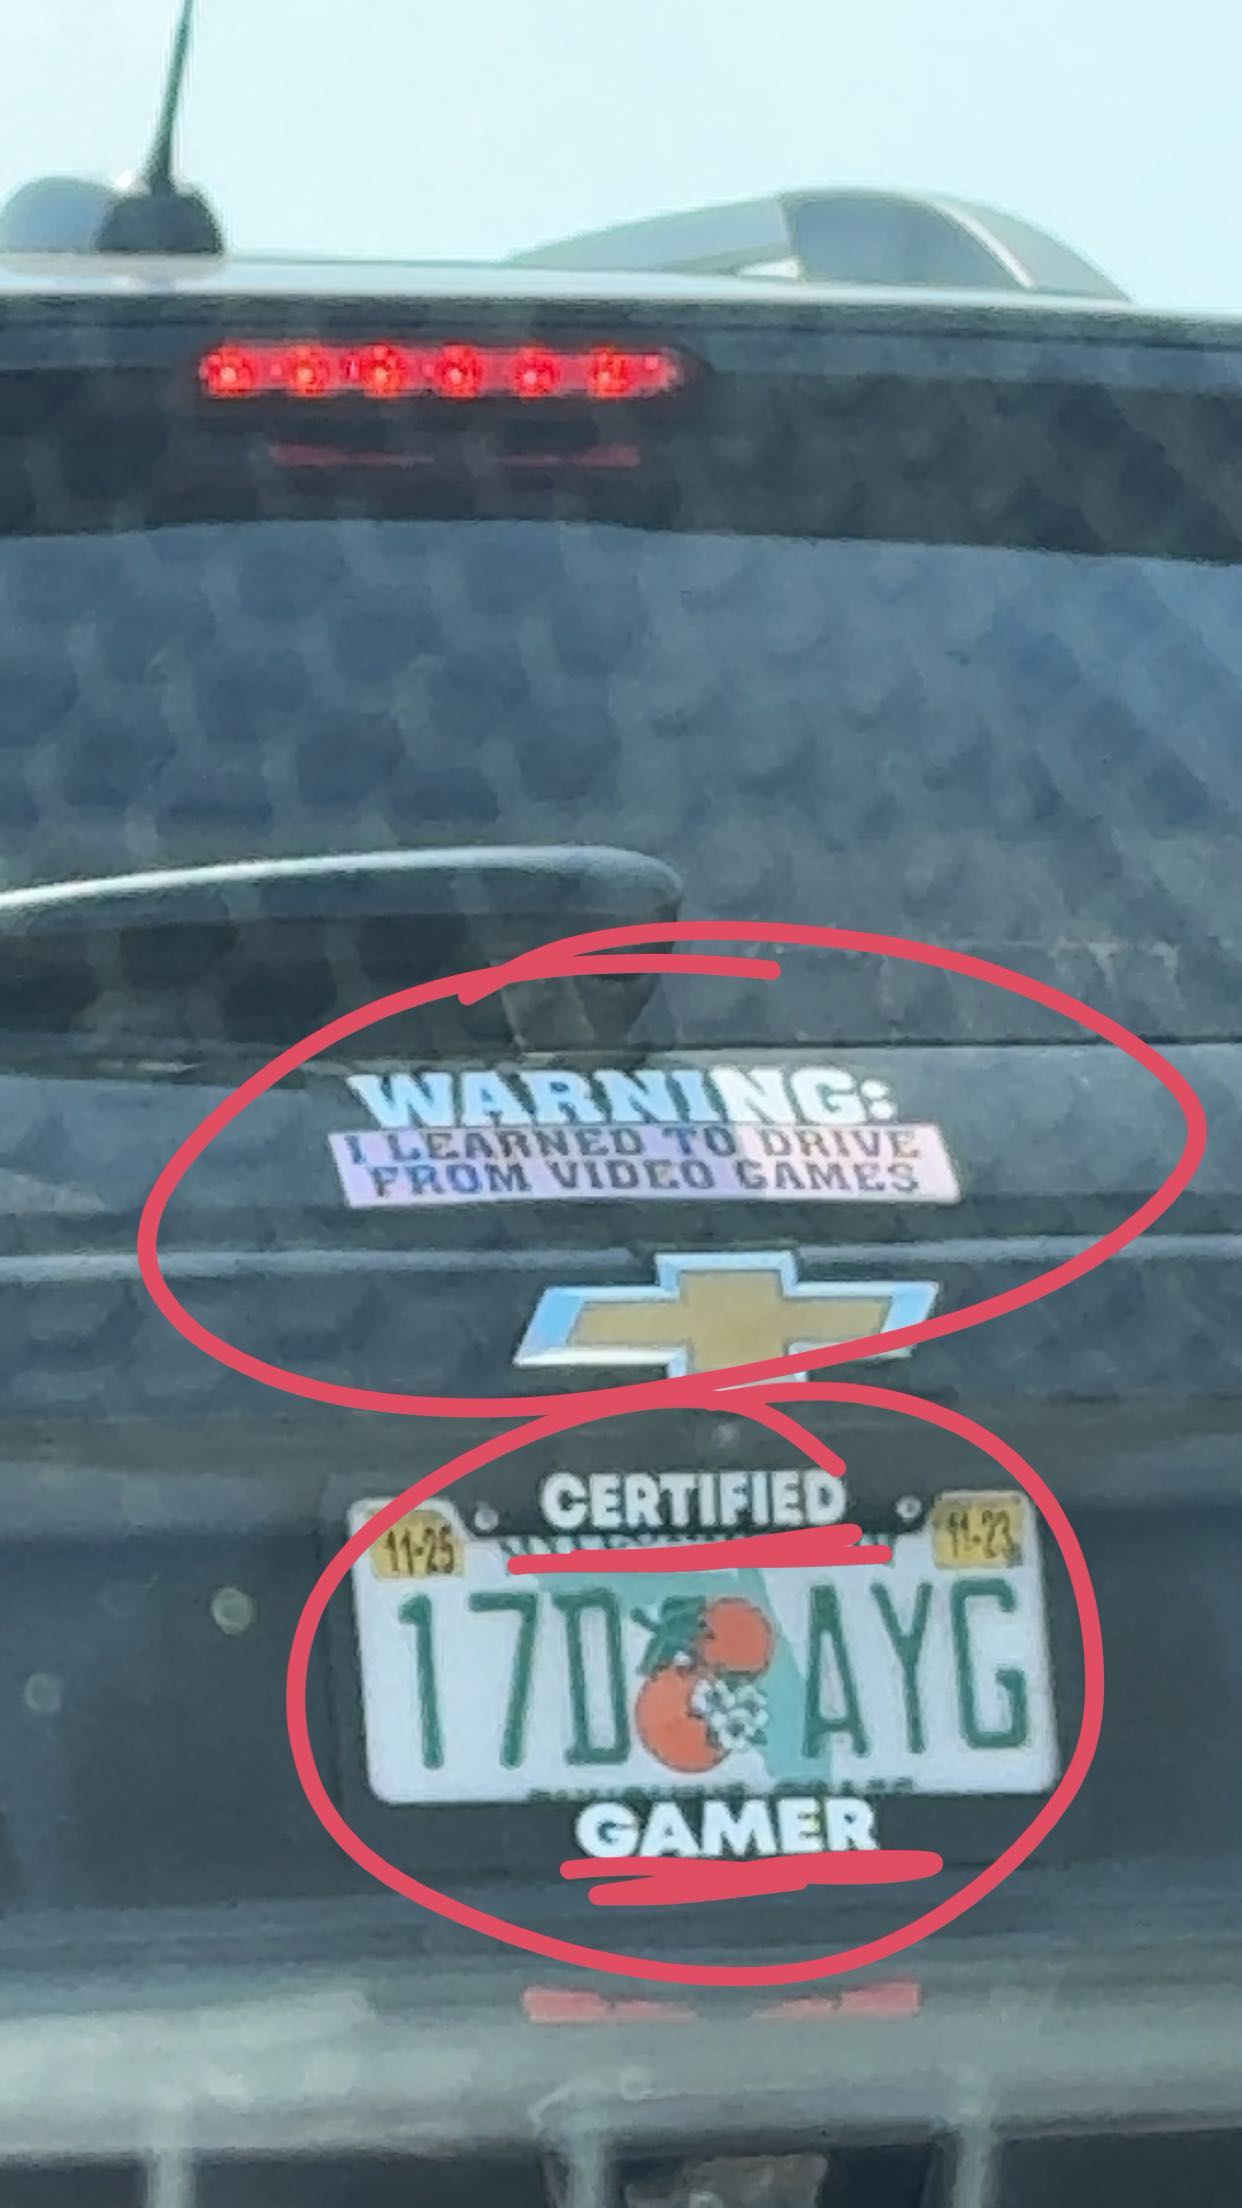 WARNING:
I LEARNED TO DRIVE
FROM VIDEO GAMES
CERTIFIED
11-25 11-23
17D AYG
GAMER